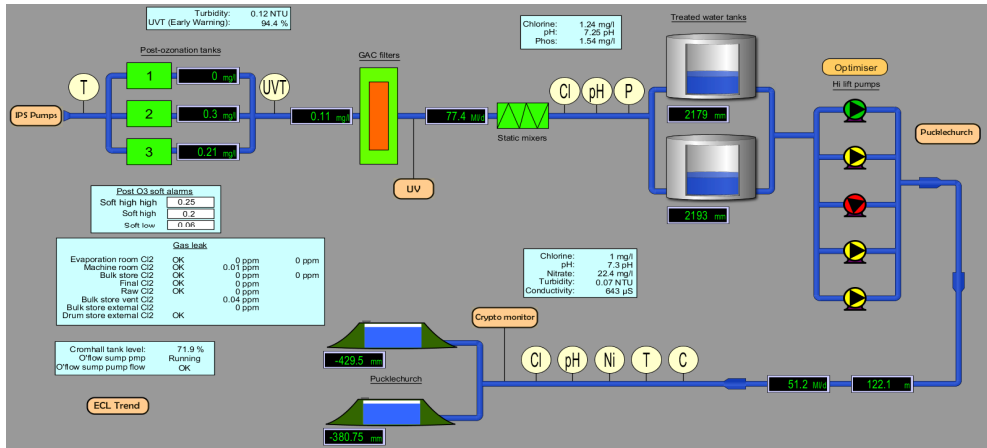 Turbidity: 0.12 NTU
UVT (Early Warning): 94.4 %
Chlorine: 1.24 mg/l
pH: 7.25 pH
Phos: 1.54 mg/l
Post-ozonation tanks
GAC filters
Optimiser
Hi lift pumps
T
1
0 mg/l
UVT
Cl
pH
P
IPS Pumps
2
0.3 mg/l
0.11 mg/l
77.4 Ml/d
2179 mm
Static mixers
Pucklechurch
3
0.21 mg/l
UV
2193 mm
Post O3 soft alarms
Soft high high 0.25
Soft high 0.2
Soft low 0.06
Gas leak
Evaporation room Cl2 OK 0 ppm 0 ppm
Machine room Cl2 OK 0.01 ppm
Bulk store Cl2 OK 0 ppm 0 ppm
Final Cl2 OK 0 ppm
Raw Cl2 OK 0 ppm
Bulk store vent Cl2 0.04 ppm
Bulk store external Cl2 0 ppm
Drum store external Cl2 OK
Chlorine: 1 mg/l
pH: 7.3 pH
Nitrate: 22.4 mg/l
Turbidity: 0.07 NTU
Conductivity: 643 µS
Crypto monitor
Cromhall tank level: 71.9 %
O'flow sump pmp Running
O'flow sump pump flow OK
-429.5 mm
Pucklechurch
Cl
pH
Ni
T
C
51.2 Ml/d
122.1 m
ECL Trend
-380.75 mm